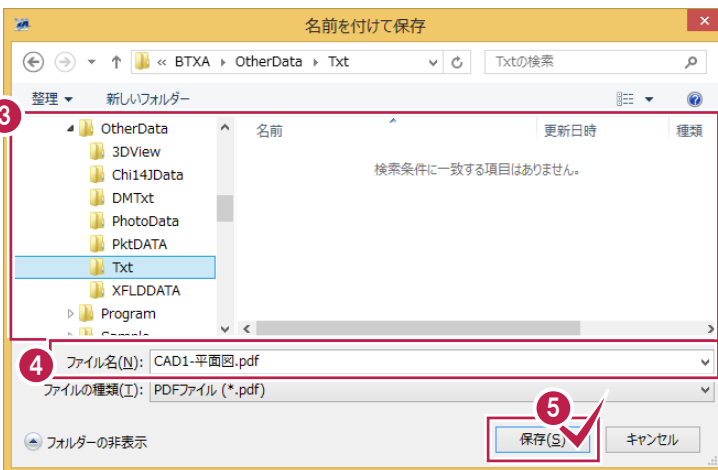 名前を付けて保存
« BTXA ▸ OtherData ▸ Txt
Txtの検索
整理 ▼ 新しいフォルダー
3
OtherData
3DView
Chi14JData
DMTxt
PhotoData
PktDATA
Txt
XFLDDATA
Program
Sample
名前 更新日時 種類
検索条件に一致する項目はありません。
4
ファイル名(N): CAD1-平面図.pdf
ファイルの種類(T): PDFファイル (*.pdf)
5
フォルダーの非表示
保存(S)
キャンセル